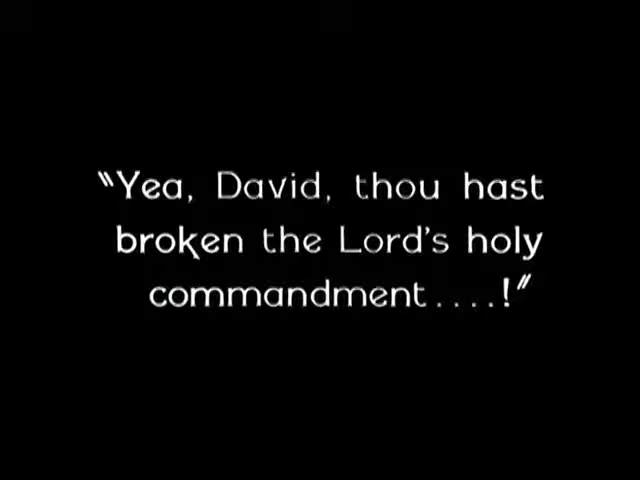 "Yea, David, thou hast
broken the Lord's holy
commandment....!"